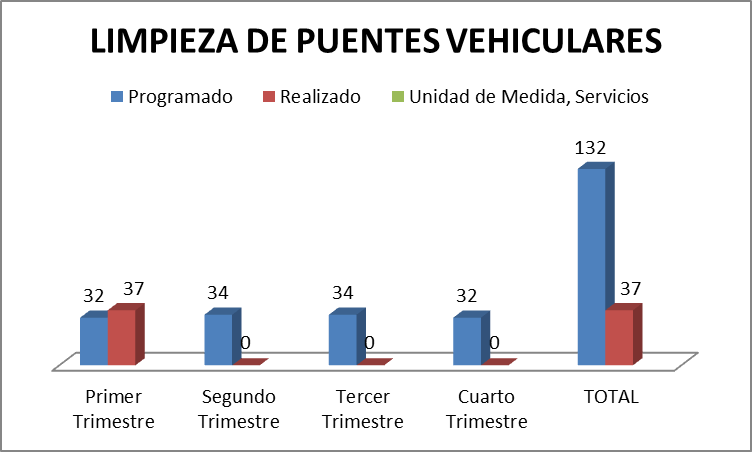 LIMPIEZA DE PUENTES VEHICULARES
Programado Realizado Unidad de Medida, Servicios
132
32 37 34 0 34 0 32 0 37
Primer Segundo Tercer Cuarto TOTAL
Trimestre Trimestre Trimestre Trimestre